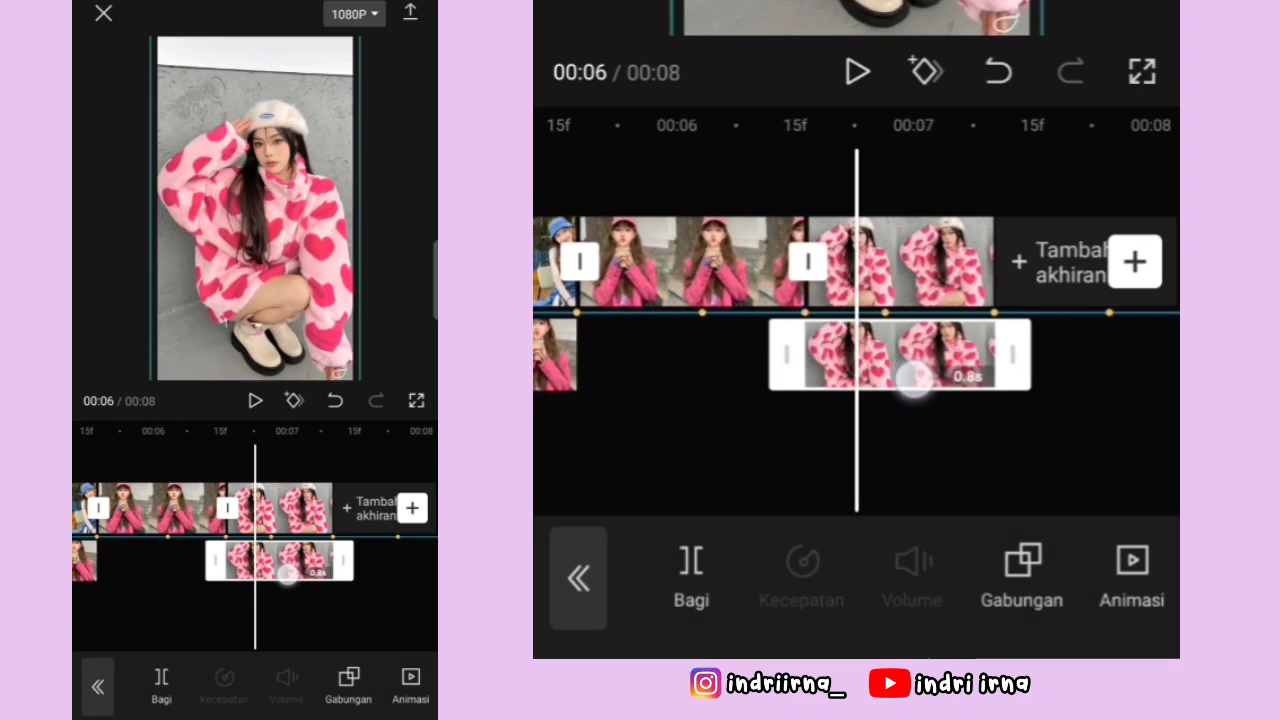 1080P
00:06 / 00:08
15f 00:06 15f 00:07 15f 00:08
+ Tambah
akhiran
+
0.8s
Bagi Kecepatan Volume Gabungan Animasi
00:06 / 00:08
15f 00:06 15f 00:07 15f 00:08
+ Tambah
akhiran
+
0.8s
Bagi Kecepatan Volume Gabungan Animasi
indriirna_ indri irna